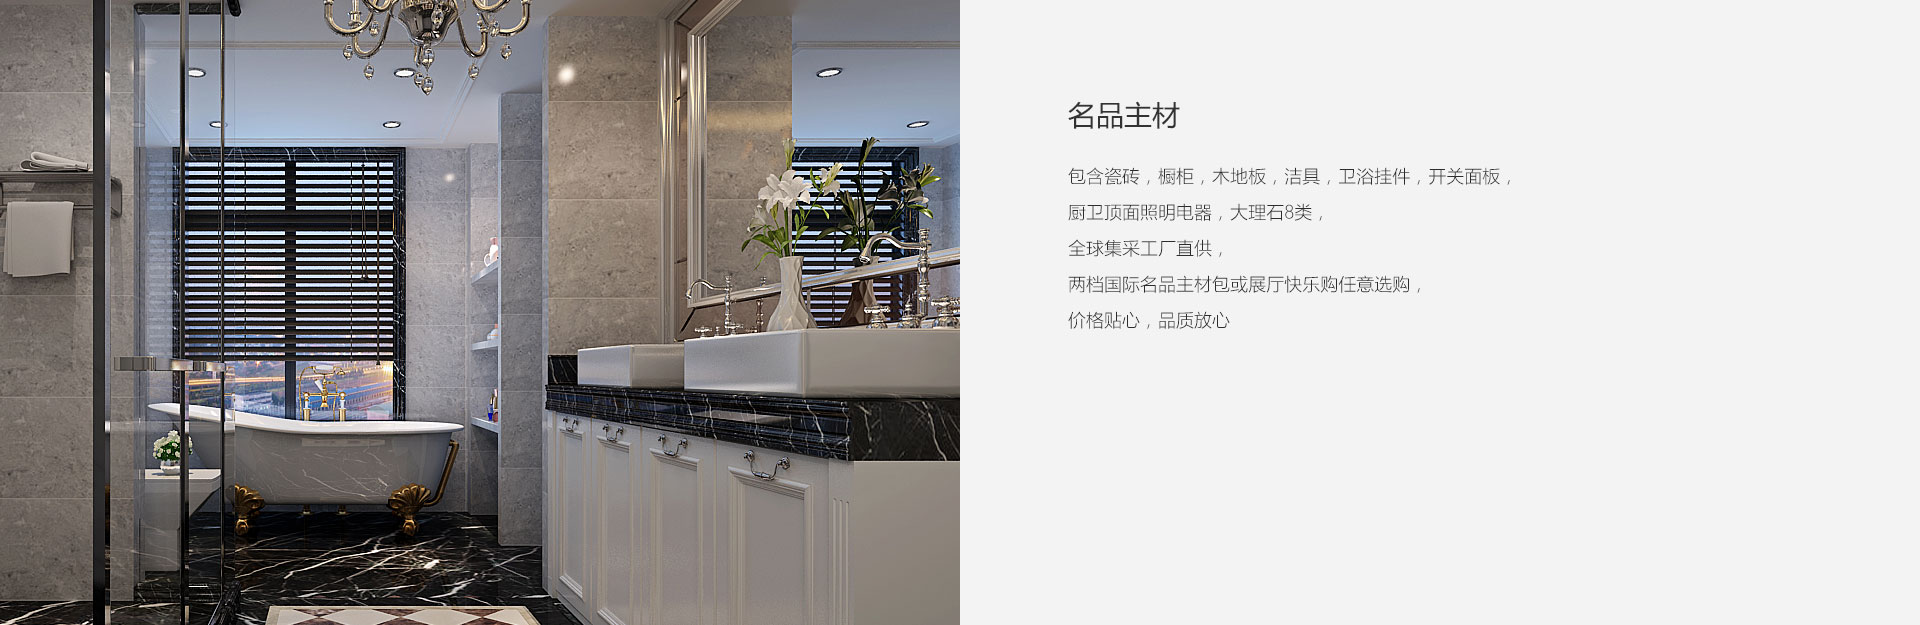 名品主材
包含瓷砖，橱柜，木地板，洁具，卫浴挂件，开关面板，
厨卫顶面照明电器，大理石8类，
全球集采工厂直供，
两档国际名品主材包或展厅快乐购任意选购，
价格贴心，品质放心